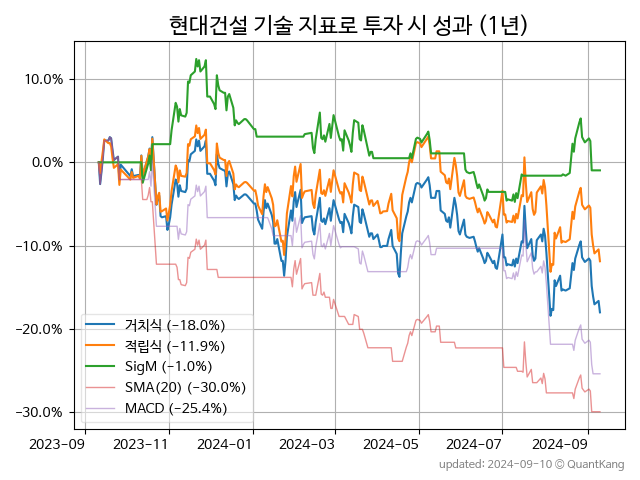 현대건설 기술 지표로 투자 시 성과 (1년)
10.0%
0.0%
−10.0%
−20.0%
−30.0%
거치식 (−18.0%)
적립식 (−11.9%)
SigM (−1.0%)
SMA(20) (−30.0%)
MACD (−25.4%)
2023-09 2023-11 2024-01 2024-03 2024-05 2024-07 2024-09
updated: 2024-09-10 ⓒ QuantKang